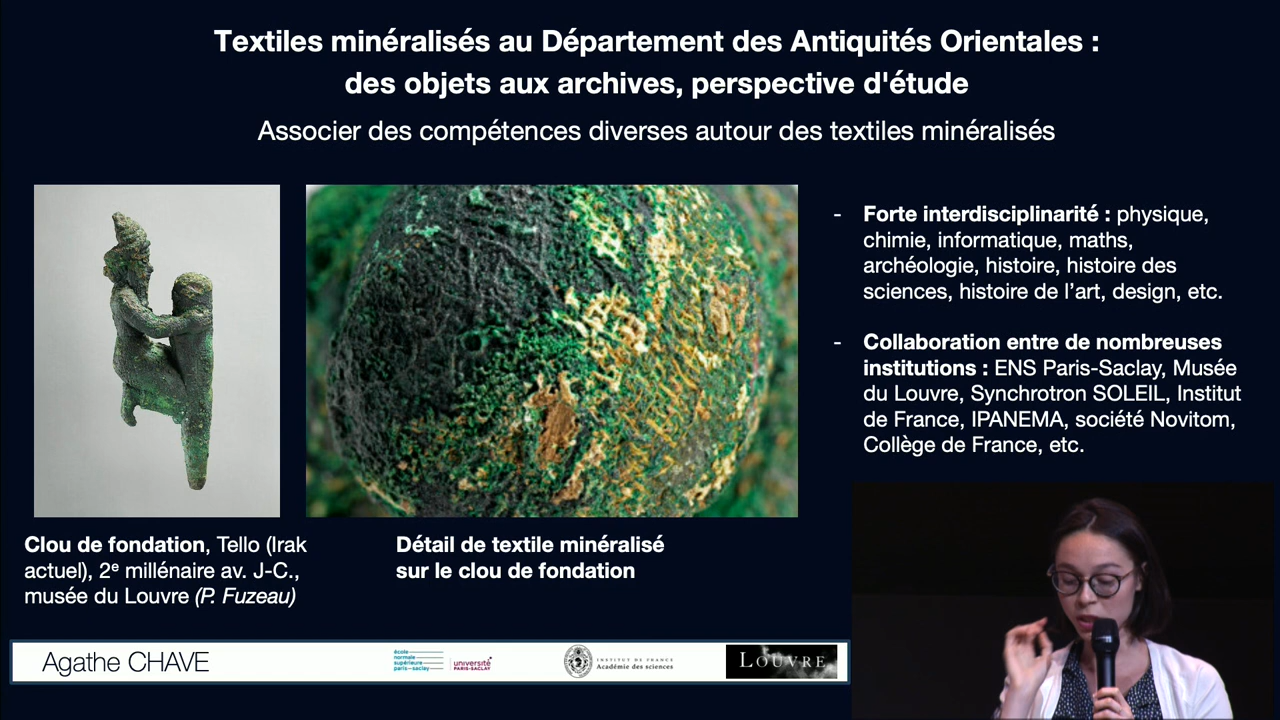 Textiles minéralisés au Département des Antiquités Orientales :
des objets aux archives, perspective d'étude
Associer des compétences diverses autour des textiles minéralisés
- Forte interdisciplinarité : physique,
chimie, informatique, maths,
archéologie, histoire, histoire des
sciences, histoire de l’art, design, etc.
- Collaboration entre de nombreuses
institutions : ENS Paris-Saclay, Musée
du Louvre, Synchrotron SOLEIL, Institut
de France, IPANEMA, société Novitom,
Collège de France, etc.
Clou de fondation, Tello (Irak
actuel), 2e millénaire av. J-C.,
musée du Louvre (P. Fuzeau)
Détail de textile minéralisé
sur le clou de fondation
Agathe CHAVE
école
normale
supérieure
paris-saclay
université
PARIS-SACLAY
INSTITUT DE FRANCE
Académie des sciences
LOUVRE